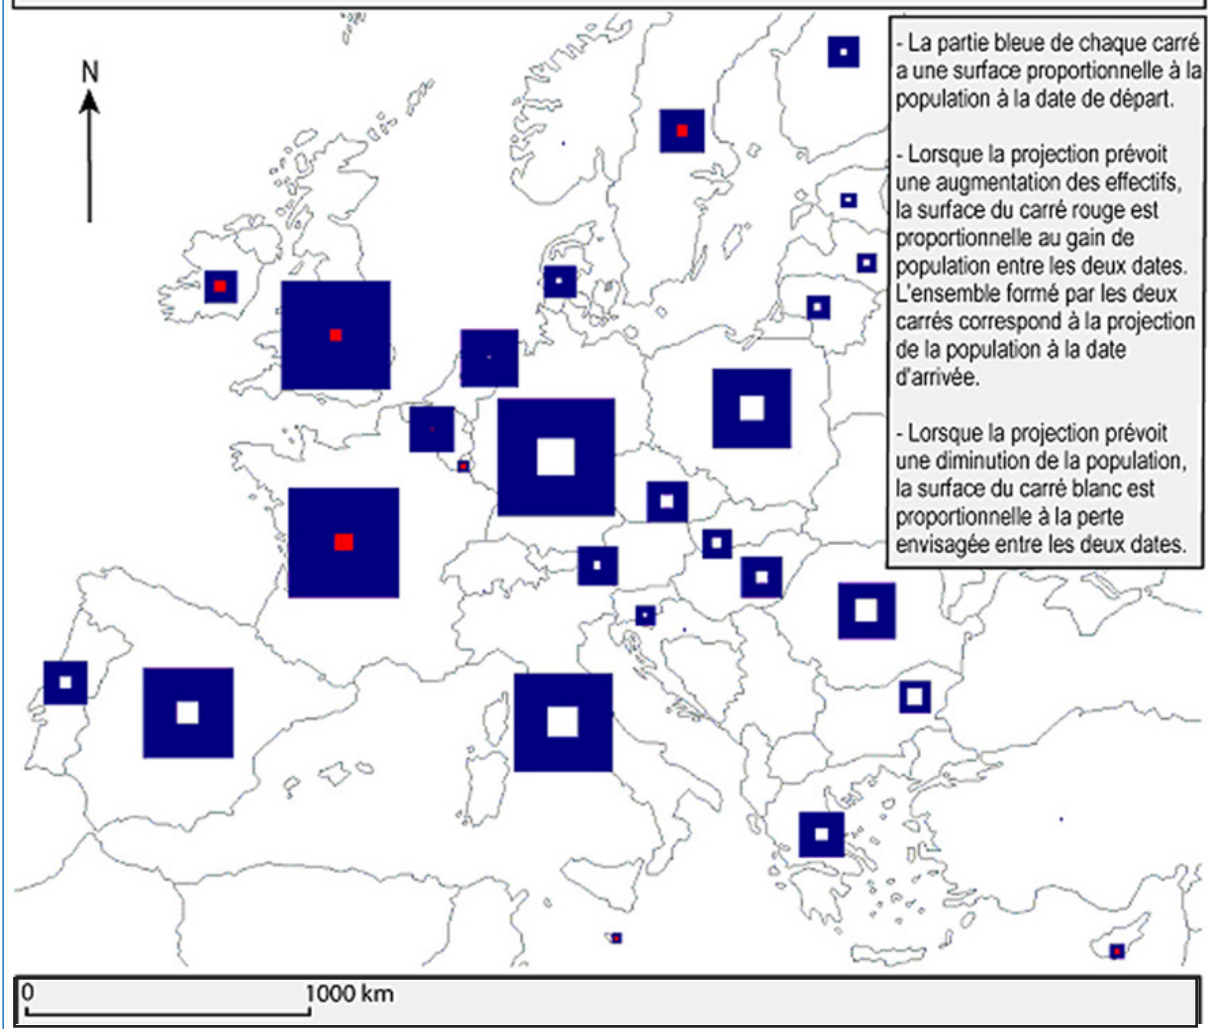 - La partie bleue de chaque carré
a une surface proportionnelle à la
population à la date de départ.
N
- Lorsque la projection prévoit
une augmentation des effectifs,
la surface du carré rouge est
proportionnelle au gain de
population entre les deux dates.
L'ensemble formé par les deux
carrés correspond à la projection
de la population à la date
d'arrivée.
- Lorsque la projection prévoit
une diminution de la population,
la surface du carré blanc est
proportionnelle à la perte
envisagée entre les deux dates.
0 1000 km